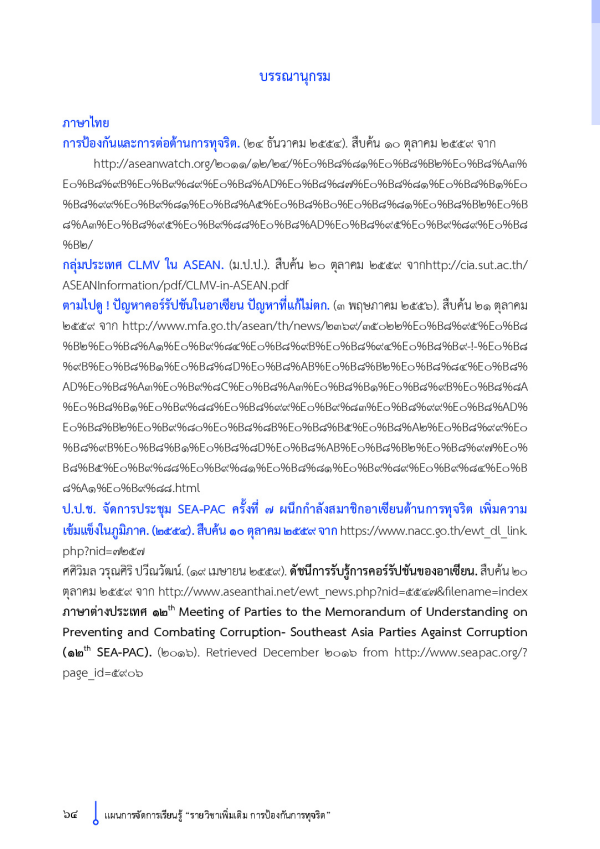 บรรณานุกรม
ภาษาไทย
การป้องกันและการต่อต้านการทุจริต. (๒๔ ธันวาคม ๒๕๕๔). สืบค้น ๑๐ ตุลาคม ๒๕๕๙ จาก
http://aseanwatch.org/๒๐๑๑/๑๒/๒๔/%E๐%B๘%๘๑%E๐%B๘%B๒%E๐%B๘%A๓%
E๐%B๘%๙B%E๐%B๙%๘๙%E๐%B๘%AD%E๐%B๘%๘๗%E๐%B๘%๘๑%E๐%B๘%B๑%E๐
%B๘%๙๙%E๐%B๙%๘๑%E๐%B๘%A๕%E๐%B๘%B๐%E๐%B๘%๘๑%E๐%B๘%B๒%E๐%B
๘%A๓%E๐%B๘%๙๕%E๐%B๙%๘๘%E๐%B๘%AD%E๐%B๘%๙๕%E๐%B๙%๘๙%E๐%B๘
%B๒/
กลุ่มประเทศ CLMV ใน ASEAN. (ม.ป.ป.). สืบค้น ๒๐ ตุลาคม ๒๕๕๙ จากhttp://cia.sut.ac.th/
ASEANInformation/pdf/CLMV-in-ASEAN.pdf
ตามไปดู ! ปัญหาคอร์รัปชันในอาเซียน ปัญหาที่แก้ไม่ตก. (๓ พฤษภาคม ๒๕๕๖). สืบค้น ๒๑ ตุลาคม
๒๕๕๙ จาก http://www.mfa.go.th/asean/th/news/๒๓๖๙/๓๕๐๒๒%E๐%B๘%๙๕%E๐%B๘
%B๒%E๐%B๘%A๑%E๐%B๙%๘๔%E๐%B๘%๙B%E๐%B๘%๙๔%E๐%B๘%B๙-!-%E๐%B๘
%๙B%E๐%B๘%B๑%E๐%B๘%๘D%E๐%B๘%AB%E๐%B๘%B๒%E๐%B๘%๘๔%E๐%B๘%
AD%E๐%B๘%A๓%E๐%B๙%๘C%E๐%B๘%A๓%E๐%B๘%B๑%E๐%B๘%๙B%E๐%B๘%๘A
%E๐%B๘%B๑%E๐%B๙%๘๘%E๐%B๘%๙๙%E๐%B๙%๘๓%E๐%B๘%๙๙%E๐%B๘%AD%
E๐%B๘%B๒%E๐%B๙%๘๐%E๐%B๘%๘B%E๐%B๘%B๕%E๐%B๘%A๒%E๐%B๘%๙๙%E๐
%B๘%๙B%E๐%B๘%B๑%E๐%B๘%๘D%E๐%B๘%AB%E๐%B๘%B๒%E๐%B๘%๙๗%E๐%
B๘%B๕%E๐%B๙%๘๘%E๐%B๙%๘๑%E๐%B๘%๘๑%E๐%B๙%๘๙%E๐%B๙%๘๔%E๐%B
๘%A๑%E๐%B๙%๘๘.html
ป.ป.ช. จัดการประชุม SEA-PAC ครั้งที่ ๗ ผนึกกำลังสมาชิกอาเซียนด้านการทุจริต เพิ่มความ
เข้มแข็งในภูมิภาค. (๒๕๕๔). สืบค้น ๑๐ ตุลาคม ๒๕๕๙ จาก https://www.nacc.go.th/ewt_dl_link.
php?nid=๗๒๕๗
ศศิวิมล วรุณศิริ ปวีณวัฒน์. (๑๙ เมษายน ๒๕๕๙). ดัชนีการรับรู้การคอร์รัปชันของอาเซียน. สืบค้น ๒๐
ตุลาคม ๒๕๕๙ จาก http://www.aseanthai.net/ewt_news.php?nid=๕๕๔๗&filename=index
ภาษาต่างประเทศ ๑๒th Meeting of Parties to the Memorandum of Understanding on
Preventing and Combating Corruption- Southeast Asia Parties Against Corruption
(๑๒th SEA-PAC). (๒๐๑๖). Retrieved December ๒๐๑๖ from http://www.seapac.org/?
page_id=๕๙๐๖
๖๔ แผนการจัดการเรียนรู้ “รายวิชาเพิ่มเติม การป้องกันการทุจริต”